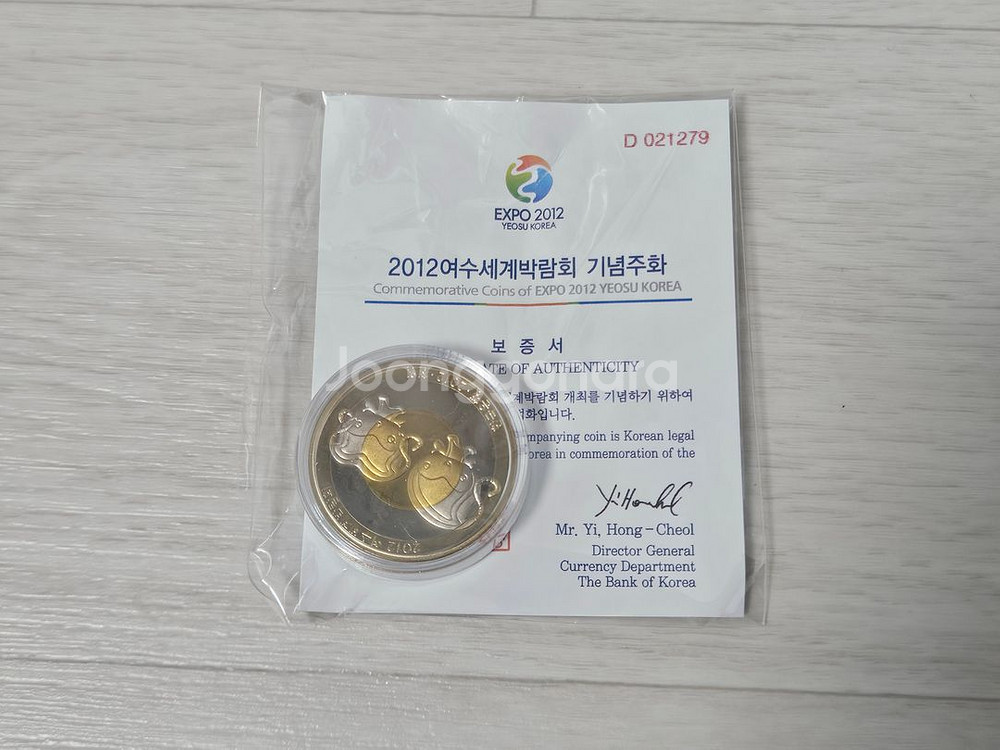 D 021279
EXPO 2012
YEOSU KOREA
2012여수세계박람회 기념주화
Commemorative Coins of EXPO 2012 YEOSU KOREA
보 증 서
ATE OF AUTHENTICITY
Joonggonara
계박람회 개최를 기념하기 위하여
화입니다.
mpanying coin is Korean legal
orea in commemoration of the
Mr. Yi, Hong-Cheol
Director General
Currency Department
The Bank of Korea
2012